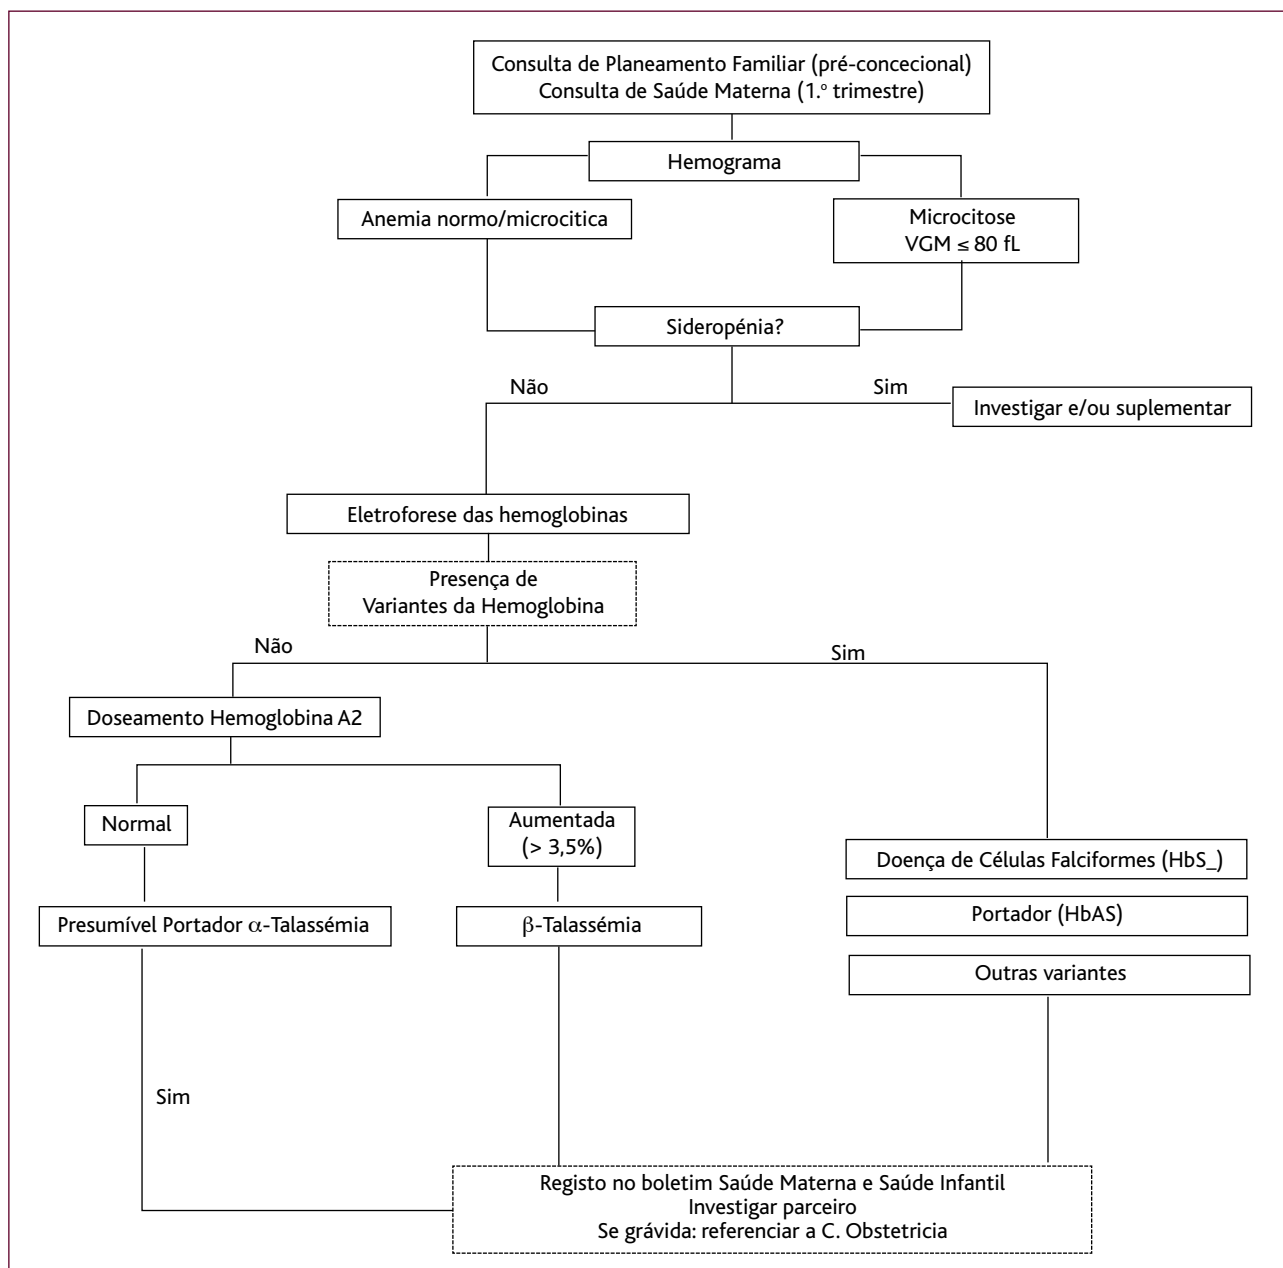 Consulta de Planeamento Familiar (pré-concecional)
Consulta de Saúde Materna (1.º trimestre)
Hemograma
Anemia normo/microcitica
Microcitose
VGM ≤ 80 fL
Sideropénia?
Não
Sim
Investigar e/ou suplementar
Eletroforese das hemoglobinas
Presença de
Variantes da Hemoglobina
Não
Sim
Doseamento Hemoglobina A2
Normal
Aumentada
(> 3,5%)
Doença de Células Falciformes (HbS_)
Presumível Portador α-Talassémia
β-Talassémia
Portador (HbAS)
Outras variantes
Sim
Registo no boletim Saúde Materna e Saúde Infantil
Investigar parceiro
Se grávida: referenciar a C. Obstetricia